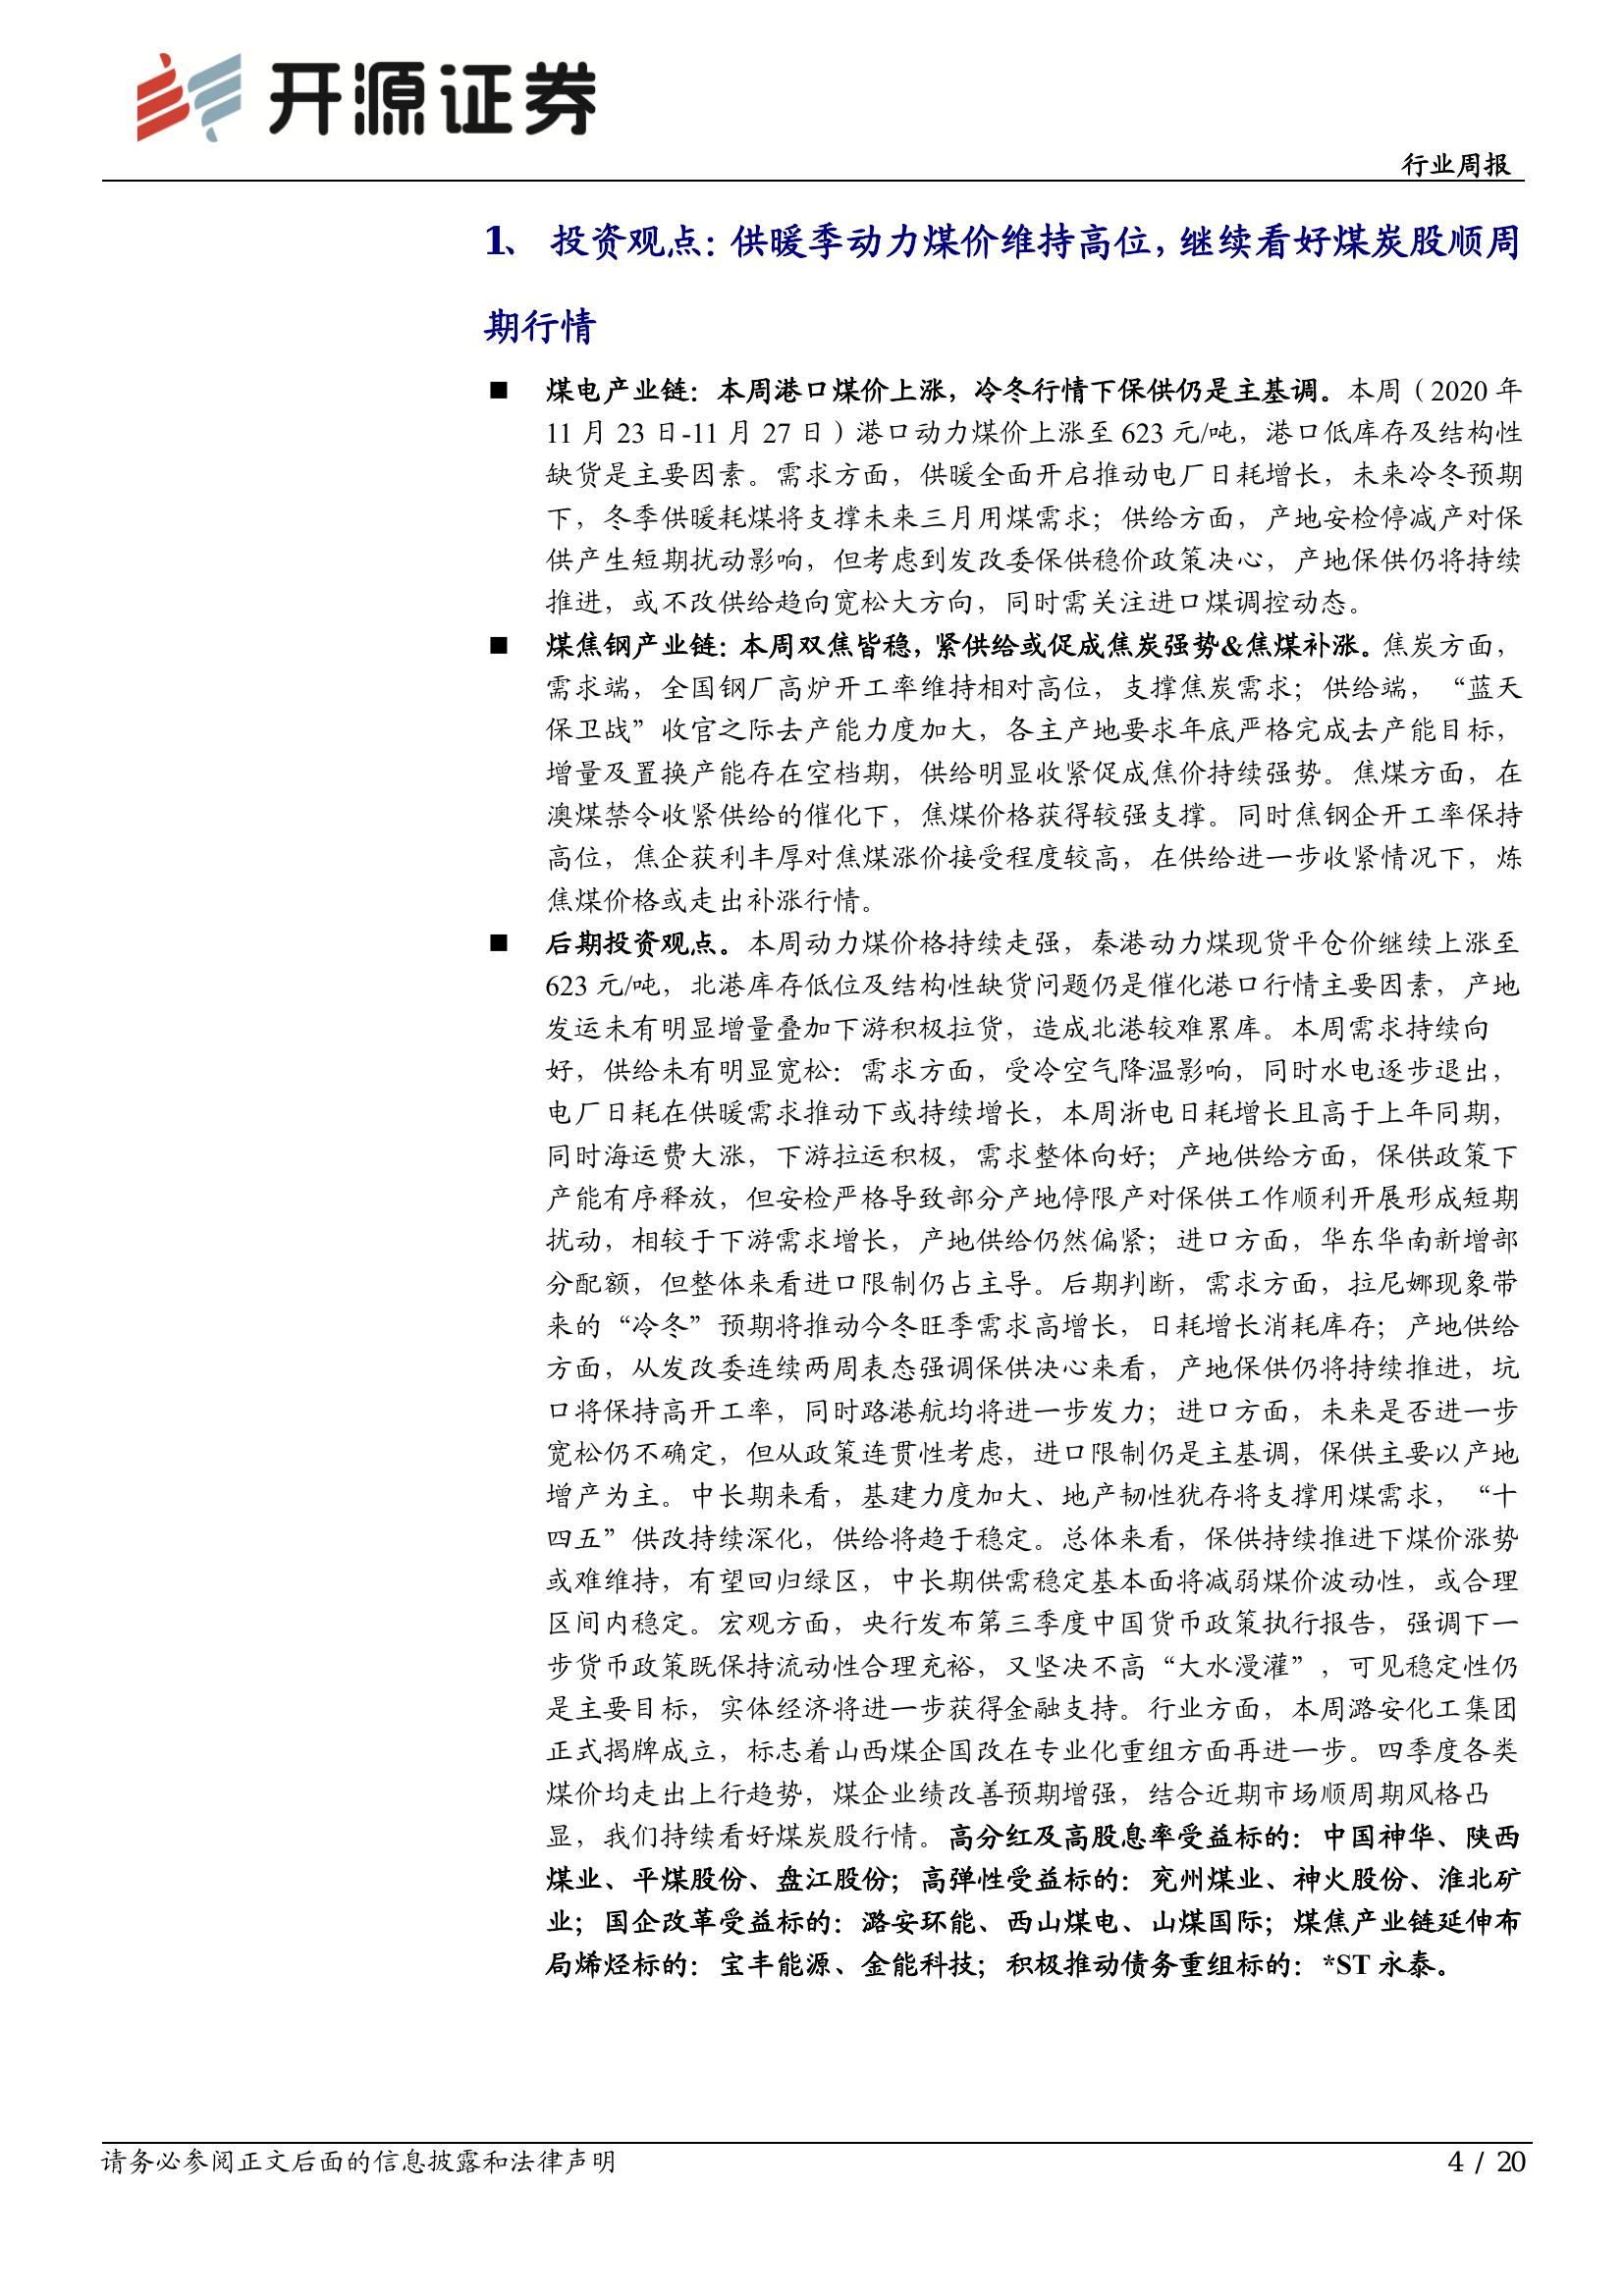 开源证券
行业周报
1、 投资观点：供暖季动力煤价维持高位，继续看好煤炭股顺周
期行情
■ 煤电产业链：本周港口煤价上涨，冷冬行情下保供仍是主基调。本周（2020 年
11 月 23 日-11 月 27 日）港口动力煤价上涨至 623 元/吨，港口低库存及结构性
缺货是主要因素。需求方面，供暖全面开启推动电厂日耗增长，未来冷冬预期
下，冬季供暖耗煤将支撑未来三月用煤需求；供给方面，产地安检停减产对保
供产生短期扰动影响，但考虑到发改委保供稳价政策决心，产地保供仍将持续
推进，或不改供给趋向宽松大方向，同时需关注进口煤调控动态。
■ 煤焦钢产业链：本周双焦皆稳，紧供给或促成焦炭强势&焦煤补涨。焦炭方面，
需求端，全国钢厂高炉开工率维持相对高位，支撑焦炭需求；供给端，“蓝天
保卫战”收官之际去产能力度加大，各主产地要求年底严格完成去产能目标，
增量及置换产能存在空档期，供给明显收紧促成焦价持续强势。焦煤方面，在
澳煤禁令收紧供给的催化下，焦煤价格获得较强支撑。同时焦钢企开工率保持
高位，焦企获利丰厚对焦煤涨价接受程度较高，在供给进一步收紧情况下，炼
焦煤价格或走出补涨行情。
■ 后期投资观点。本周动力煤价格持续走强，秦港动力煤现货平仓价继续上涨至
623 元/吨，北港库存低位及结构性缺货问题仍是催化港口行情主要因素，产地
发运未有明显增量叠加下游积极拉货，造成北港较难累库。本周需求持续向
好，供给未有明显宽松：需求方面，受冷空气降温影响，同时水电逐步退出，
电厂日耗在供暖需求推动下或持续增长，本周浙电日耗增长且高于上年同期，
同时海运费大涨，下游拉运积极，需求整体向好；产地供给方面，保供政策下
产能有序释放，但安检严格导致部分产地停限产对保供工作顺利开展形成短期
扰动，相较于下游需求增长，产地供给仍然偏紧；进口方面，华东华南新增部
分配额，但整体来看进口限制仍占主导。后期判断，需求方面，拉尼娜现象带
来的“冷冬”预期将推动今冬旺季需求高增长，日耗增长消耗库存；产地供给
方面，从发改委连续两周表态强调保供决心来看，产地保供仍将持续推进，坑
口将保持高开工率，同时路港航均将进一步发力；进口方面，未来是否进一步
宽松仍不确定，但从政策连贯性考虑，进口限制仍是主基调，保供主要以产地
增产为主。中长期来看，基建力度加大、地产韧性犹存将支撑用煤需求，“十
四五”供改持续深化，供给将趋于稳定。总体来看，保供持续推进下煤价涨势
或难维持，有望回归绿区，中长期供需稳定基本面将减弱煤价波动性，或合理
区间内稳定。宏观方面，央行发布第三季度中国货币政策执行报告，强调下一
步货币政策既保持流动性合理充裕，又坚决不高“大水漫灌”，可见稳定性仍
是主要目标，实体经济将进一步获得金融支持。行业方面，本周潞安化工集团
正式揭牌成立，标志着山西煤企国改在专业化重组方面再进一步。四季度各类
煤价均走出上行趋势，煤企业绩改善预期增强，结合近期市场顺周期风格凸
显，我们持续看好煤炭股行情。高分红及高股息率受益标的：中国神华、陕西
煤业、平煤股份、盘江股份；高弹性受益标的：兖州煤业、神火股份、淮北矿
业；国企改革受益标的：潞安环能、西山煤电、山煤国际；煤焦产业链延伸布
局烯烃标的：宝丰能源、金能科技；积极推动债务重组标的：*ST 永泰。
请务必参阅正文后面的信息披露和法律声明
4 / 20